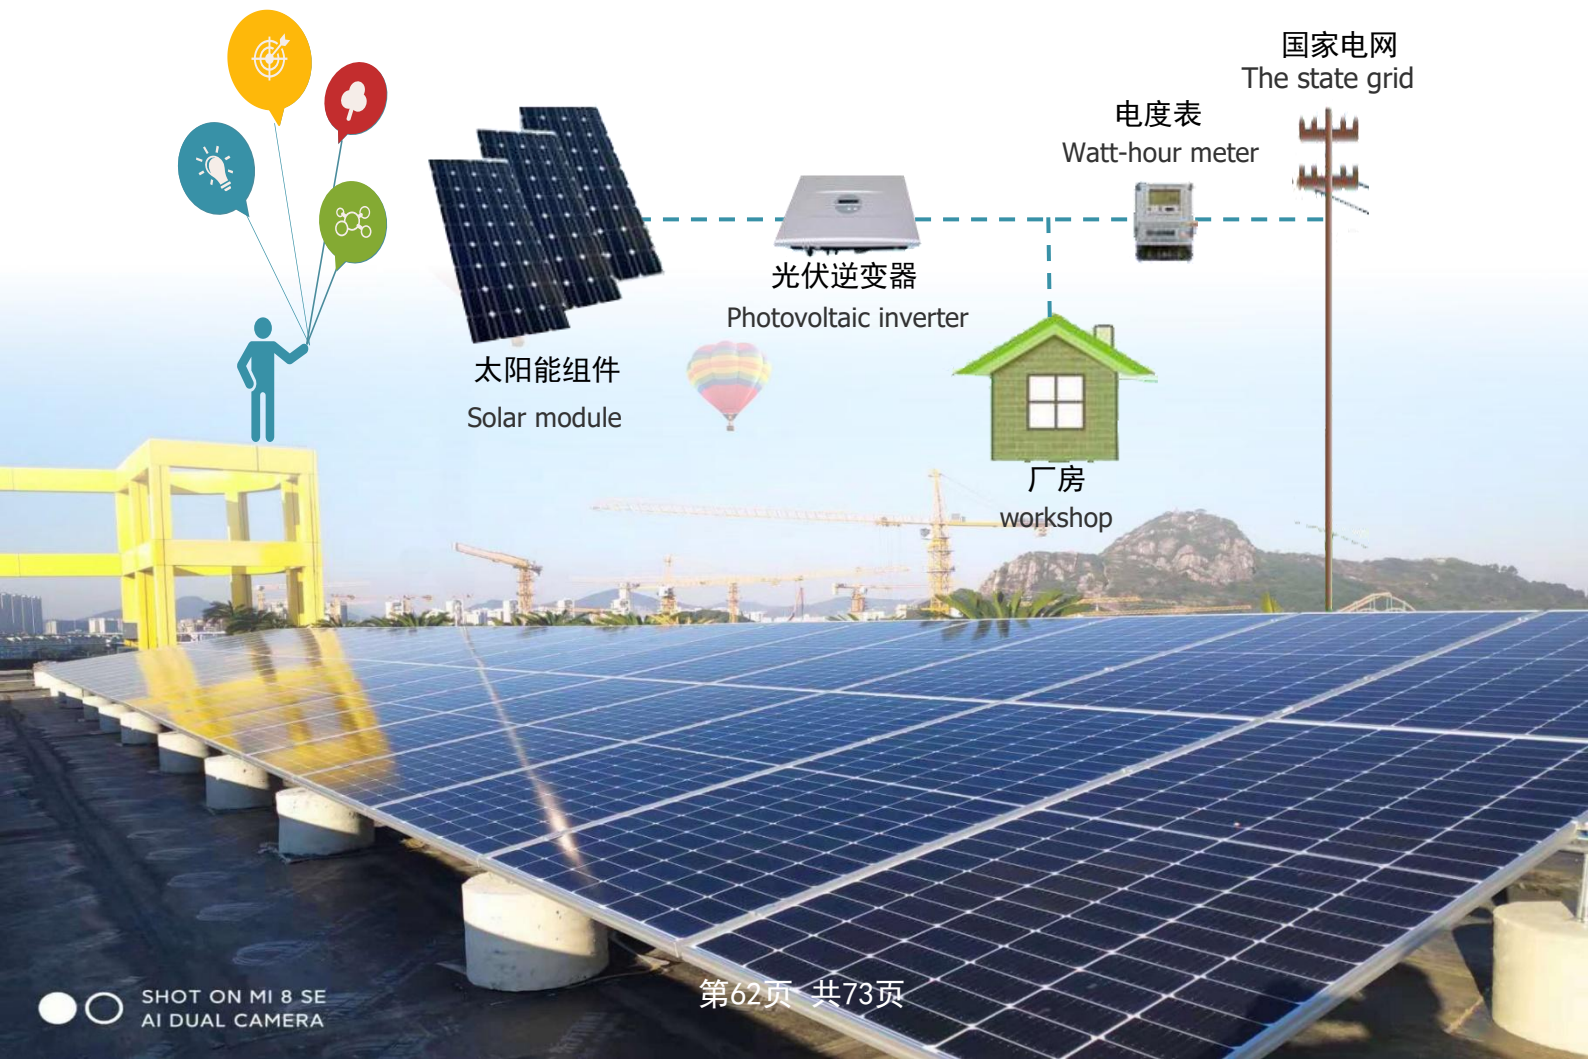 国家电网
The state grid
电度表
Watt-hour meter
光伏逆变器
Photovoltaic inverter
太阳能组件
Solar module
厂房
workshop
第62页 共73页
SHOT ON MI 8 SE
AI DUAL CAMERA